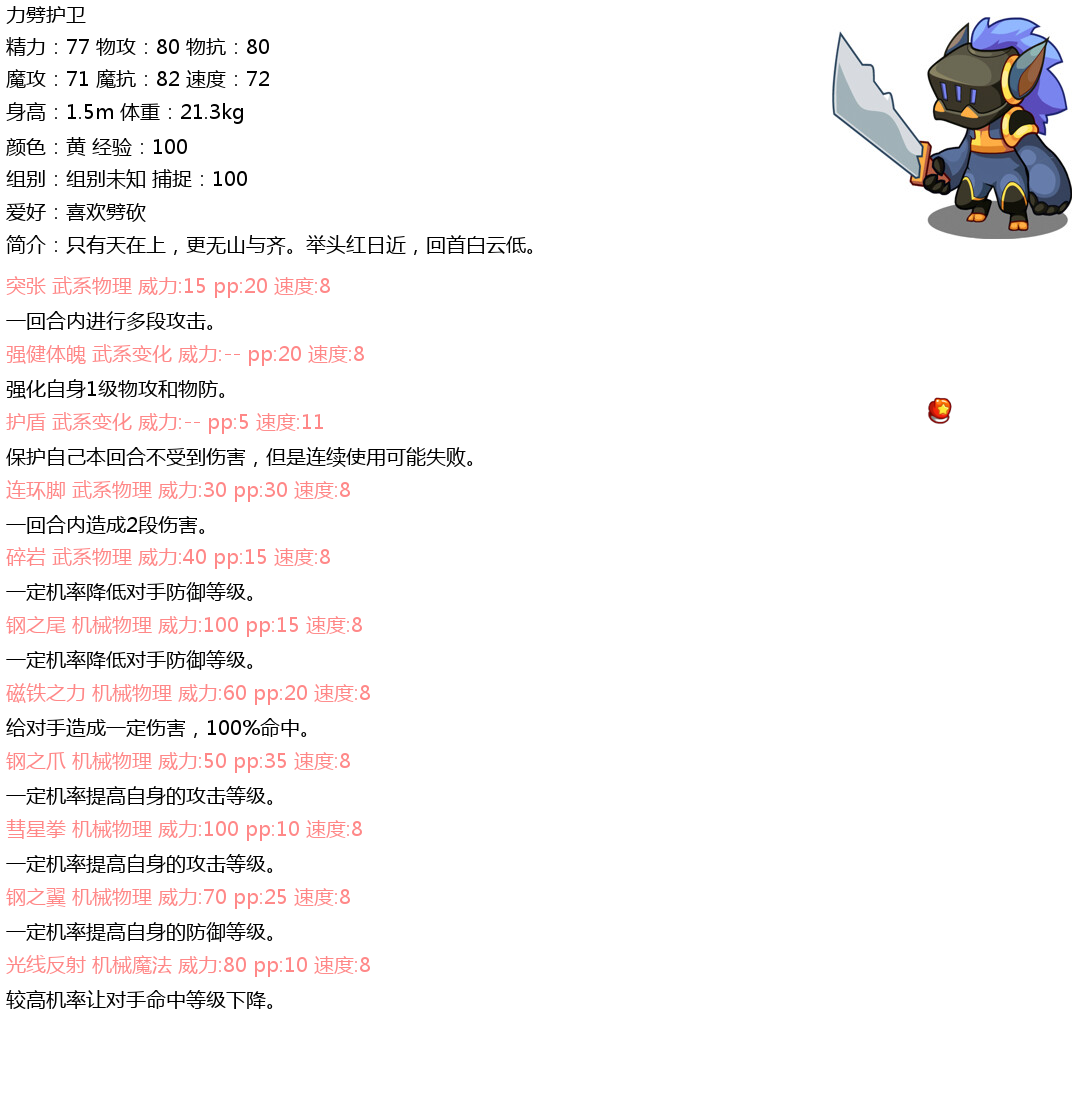 力劈护卫
精力：77 物攻：80 物抗：80
魔攻：71 魔抗：82 速度：72
身高：1.5m 体重：21.3kg
颜色：黄 经验：100
组别：组别未知 捕捉：100
爱好：喜欢劈砍
简介：只有天在上，更无山与齐。举头红日近，回首白云低。
突张 武系物理 威力:15 pp:20 速度:8
一回合内进行多段攻击。
强健体魄 武系变化 威力:-- pp:20 速度:8
强化自身1级物攻和物防。
护盾 武系变化 威力:-- pp:5 速度:11
保护自己本回合不受到伤害，但是连续使用可能失败。
连环脚 武系物理 威力:30 pp:30 速度:8
一回合内造成2段伤害。
碎岩 武系物理 威力:40 pp:15 速度:8
一定机率降低对手防御等级。
钢之尾 机械物理 威力:100 pp:15 速度:8
一定机率降低对手防御等级。
磁铁之力 机械物理 威力:60 pp:20 速度:8
给对手造成一定伤害，100%命中。
钢之爪 机械物理 威力:50 pp:35 速度:8
一定机率提高自身的攻击等级。
彗星拳 机械物理 威力:100 pp:10 速度:8
一定机率提高自身的攻击等级。
钢之翼 机械物理 威力:70 pp:25 速度:8
一定机率提高自身的防御等级。
光线反射 机械魔法 威力:80 pp:10 速度:8
较高机率让对手命中等级下降。